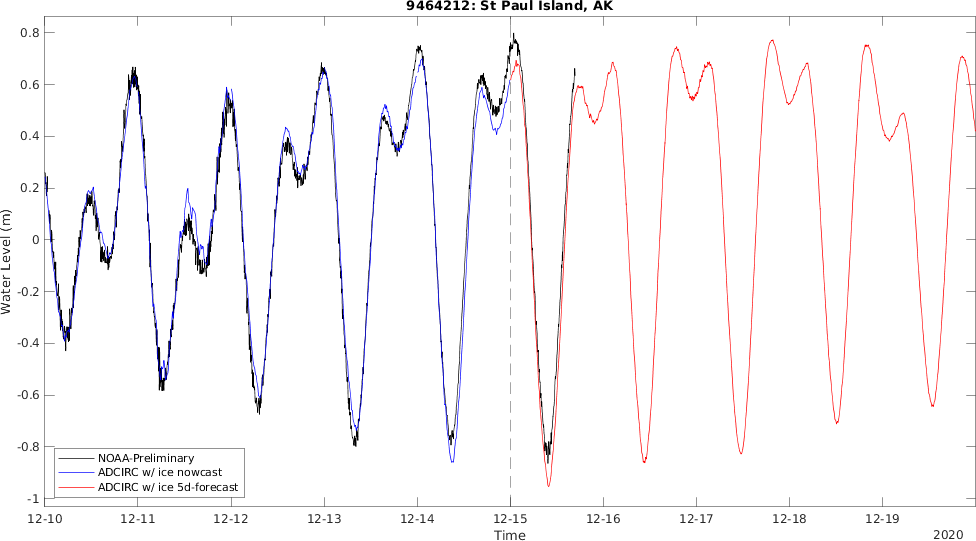 9464212: St Paul Island, AK
Water Level (m)
0.8
0.6
0.4
0.2
0
-0.2
-0.4
-0.6
-0.8
-1
NOAA-Preliminary
ADCIRC w/ ice nowcast
ADCIRC w/ ice 5d-forecast
12-10 12-11 12-12 12-13 12-14 12-15 12-16 12-17 12-18 12-19
Time
2020